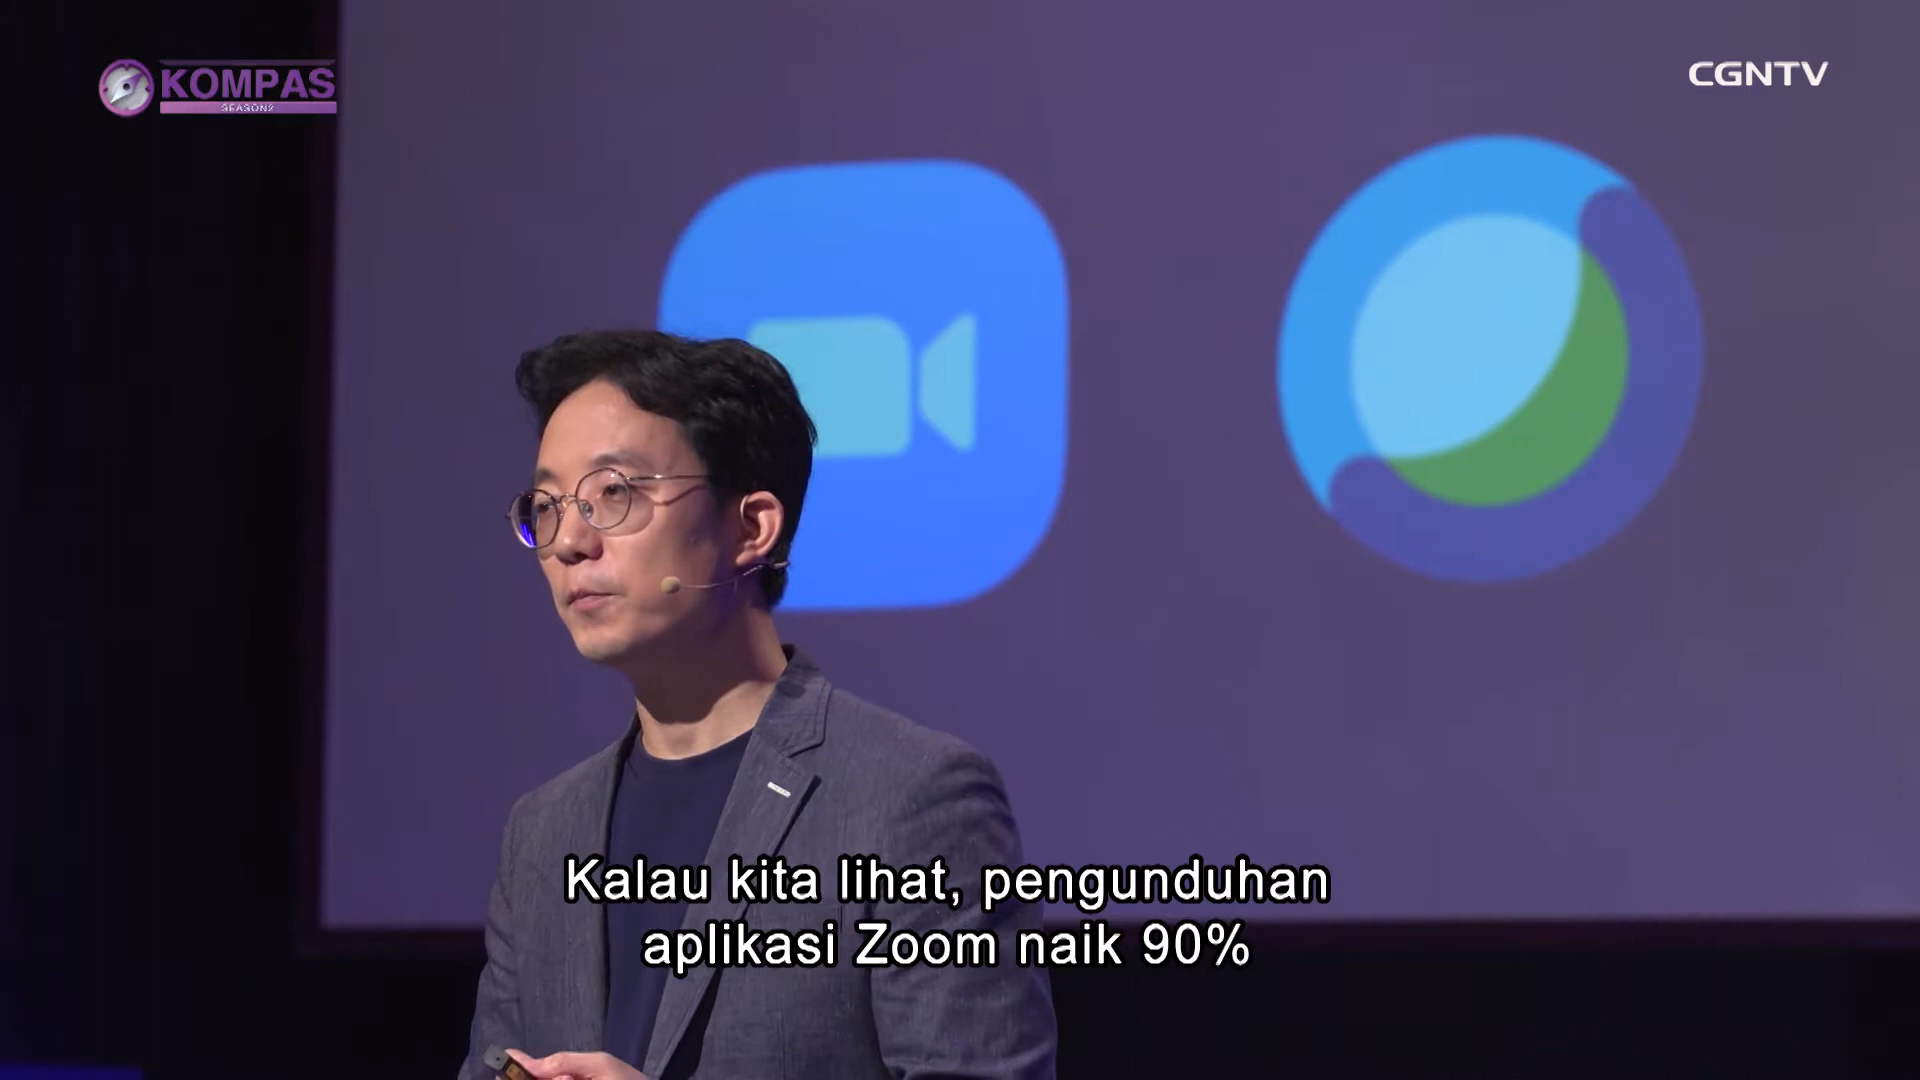 KOMPAS
SEASON2
CGNTV
Kalau kita lihat, pengunduhan
aplikasi Zoom naik 90%